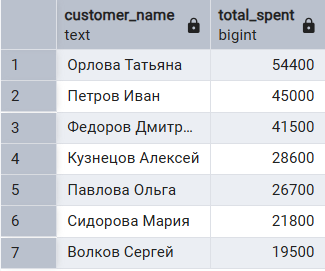 customer_name total_spent
text bigint
1 Орлова Татьяна 54400
2 Петров Иван 45000
3 Федоров Дмитр... 41500
4 Кузнецов Алексей 28600
5 Павлова Ольга 26700
6 Сидорова Мария 21800
7 Волков Сергей 19500